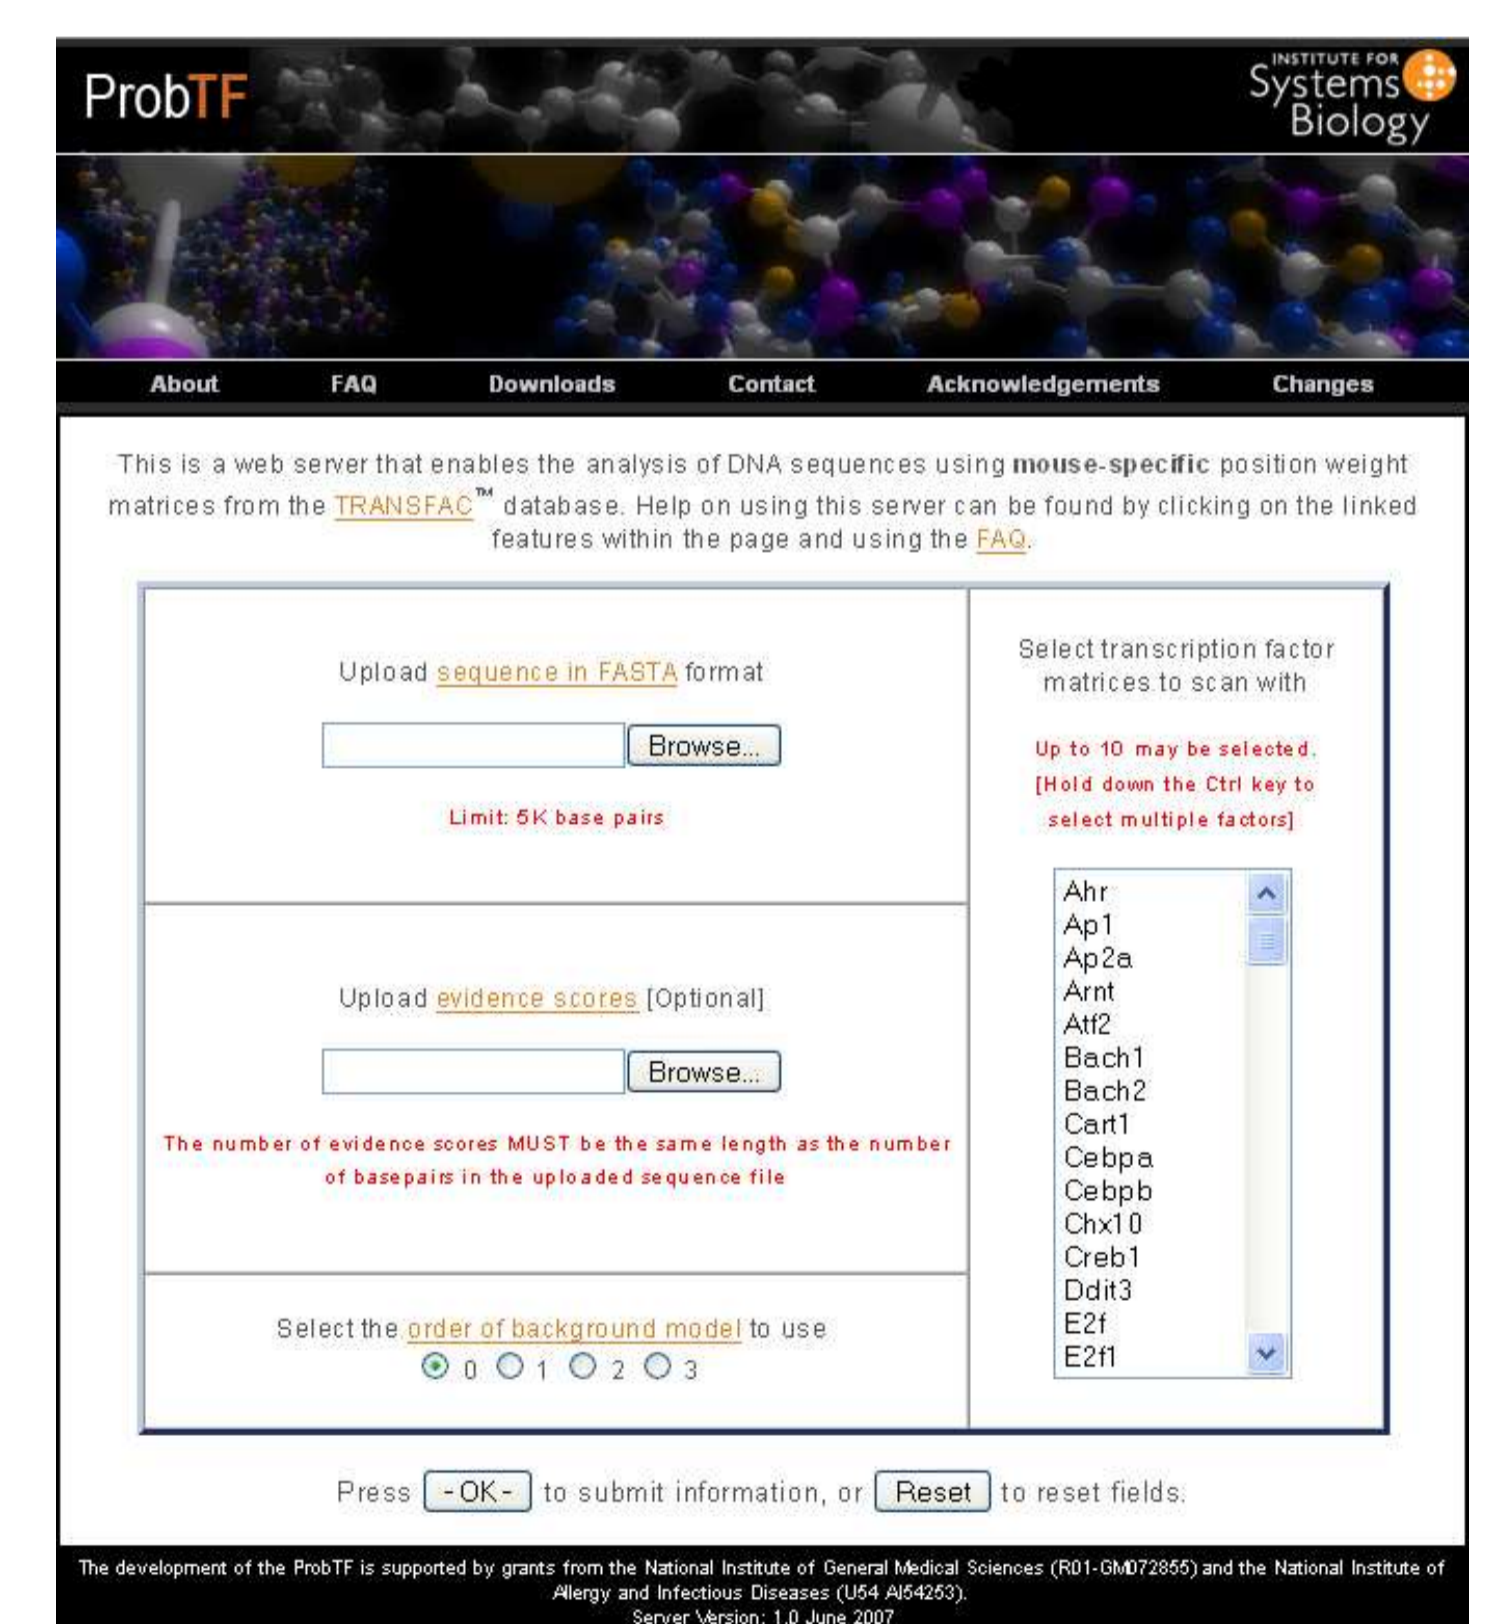 ProbTF
INSTITUTE FOR
Systems
Biology
About FAQ Downloads Contact Acknowledgements Changes
This is a web server that enables the analysis of DNA sequences using mouse-specific position weight
matrices from the TRANSFAC™ database. Help on using this server can be found by clicking on the linked
features within the page and using the FAQ.
Upload sequence in FASTA format
Browse...
Limit: 5K base pairs
Upload evidence scores [Optional]
Browse...
The number of evidence scores MUST be the same length as the number
of basepairs in the uploaded sequence file
Select the order of background model to use
0 1 2 3
Select transcription factor
matrices to scan with
Up to 10 may be selected.
[Hold down the Ctrl key to
select multiple factors]
Ahr
Ap1
Ap2a
Arnt
Atf2
Bach1
Bach2
Cart1
Cebpa
Cebpb
Chx10
Creb1
Ddit3
E2f
E2f1
Press -OK- to submit information, or Reset to reset fields.
The development of the ProbTF is supported by grants from the National Institute of General Medical Sciences (R01-GM072855) and the National Institute of
Allergy and Infectious Diseases (U54 AI54253).
Server Version: 1.0 June 2007